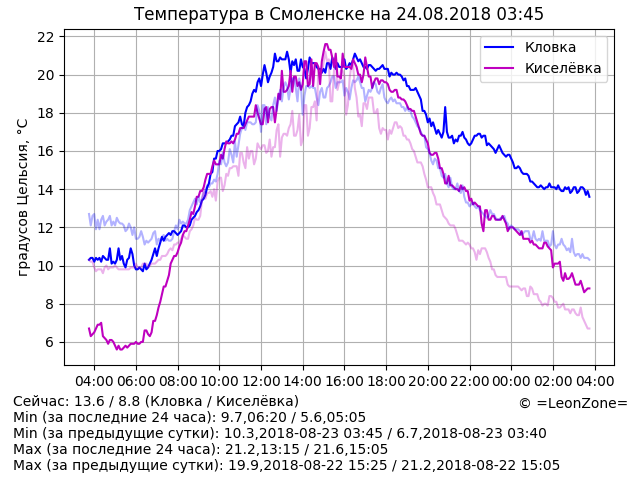 Температура в Смоленске на 24.08.2018 03:45
22
20
18
16
14
12
10
8
6
градусов Цельсия, °C
Кловка
Киселёвка
04:00 06:00 08:00 10:00 12:00 14:00 16:00 18:00 20:00 22:00 00:00 02:00 04:00
Сейчас: 13.6 / 8.8 (Кловка / Киселёвка)
© =LeonZone=
Min (за последние 24 часа): 9.7,06:20 / 5.6,05:05
Min (за предыдущие сутки): 10.3,2018-08-23 03:45 / 6.7,2018-08-23 03:40
Max (за последние 24 часа): 21.2,13:15 / 21.6,15:05
Max (за предыдущие сутки): 19.9,2018-08-22 15:25 / 21.2,2018-08-22 15:05